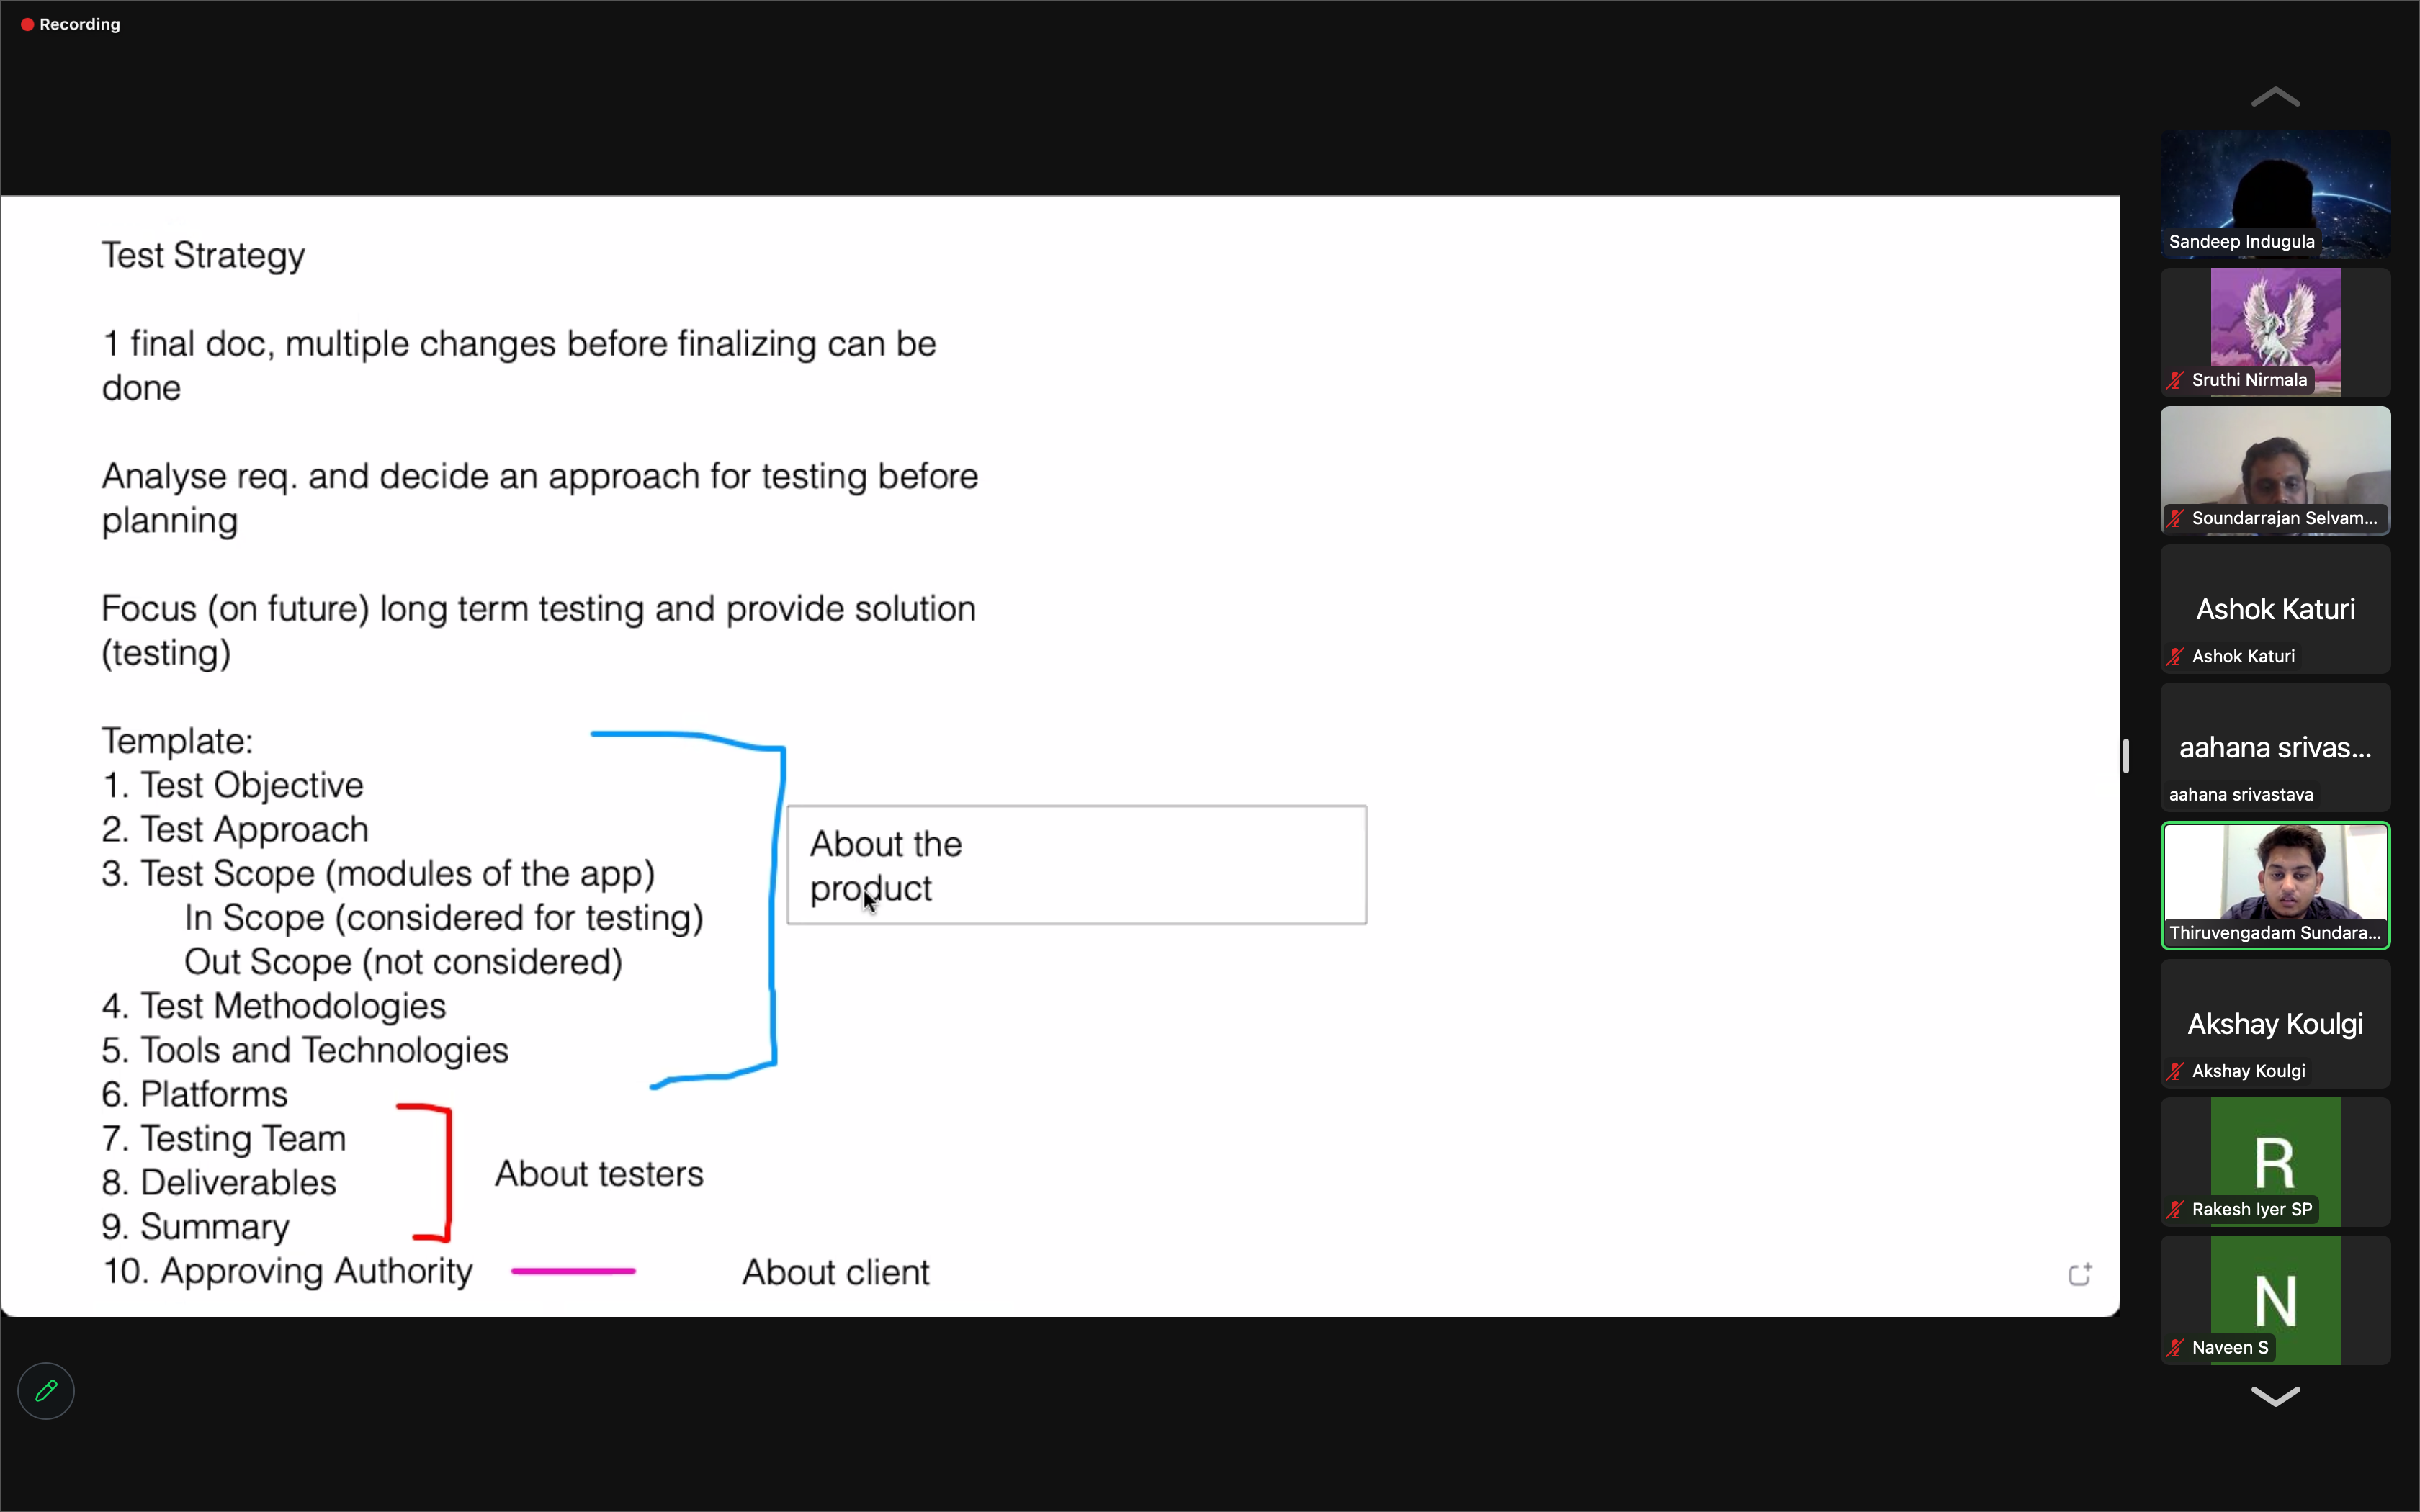 Recording
Test Strategy
1 final doc, multiple changes before finalizing can be
done
Analyse req. and decide an approach for testing before
planning
Focus (on future) long term testing and provide solution
(testing)
Template:
1. Test Objective
2. Test Approach
3. Test Scope (modules of the app)
In Scope (considered for testing)
Out Scope (not considered)
4. Test Methodologies
5. Tools and Technologies
6. Platforms
7. Testing Team
8. Deliverables
9. Summary
10. Approving Authority
About the
product
About testers
About client
Sandeep Indugula
Sruthi Nirmala
Soundarrajan Selvam...
Ashok Katuri
Ashok Katuri
aahana srivas...
aahana srivastava
Thiruvengadam Sundara...
Akshay Koulgi
Akshay Koulgi
R
Rakesh Iyer SP
N
Naveen S